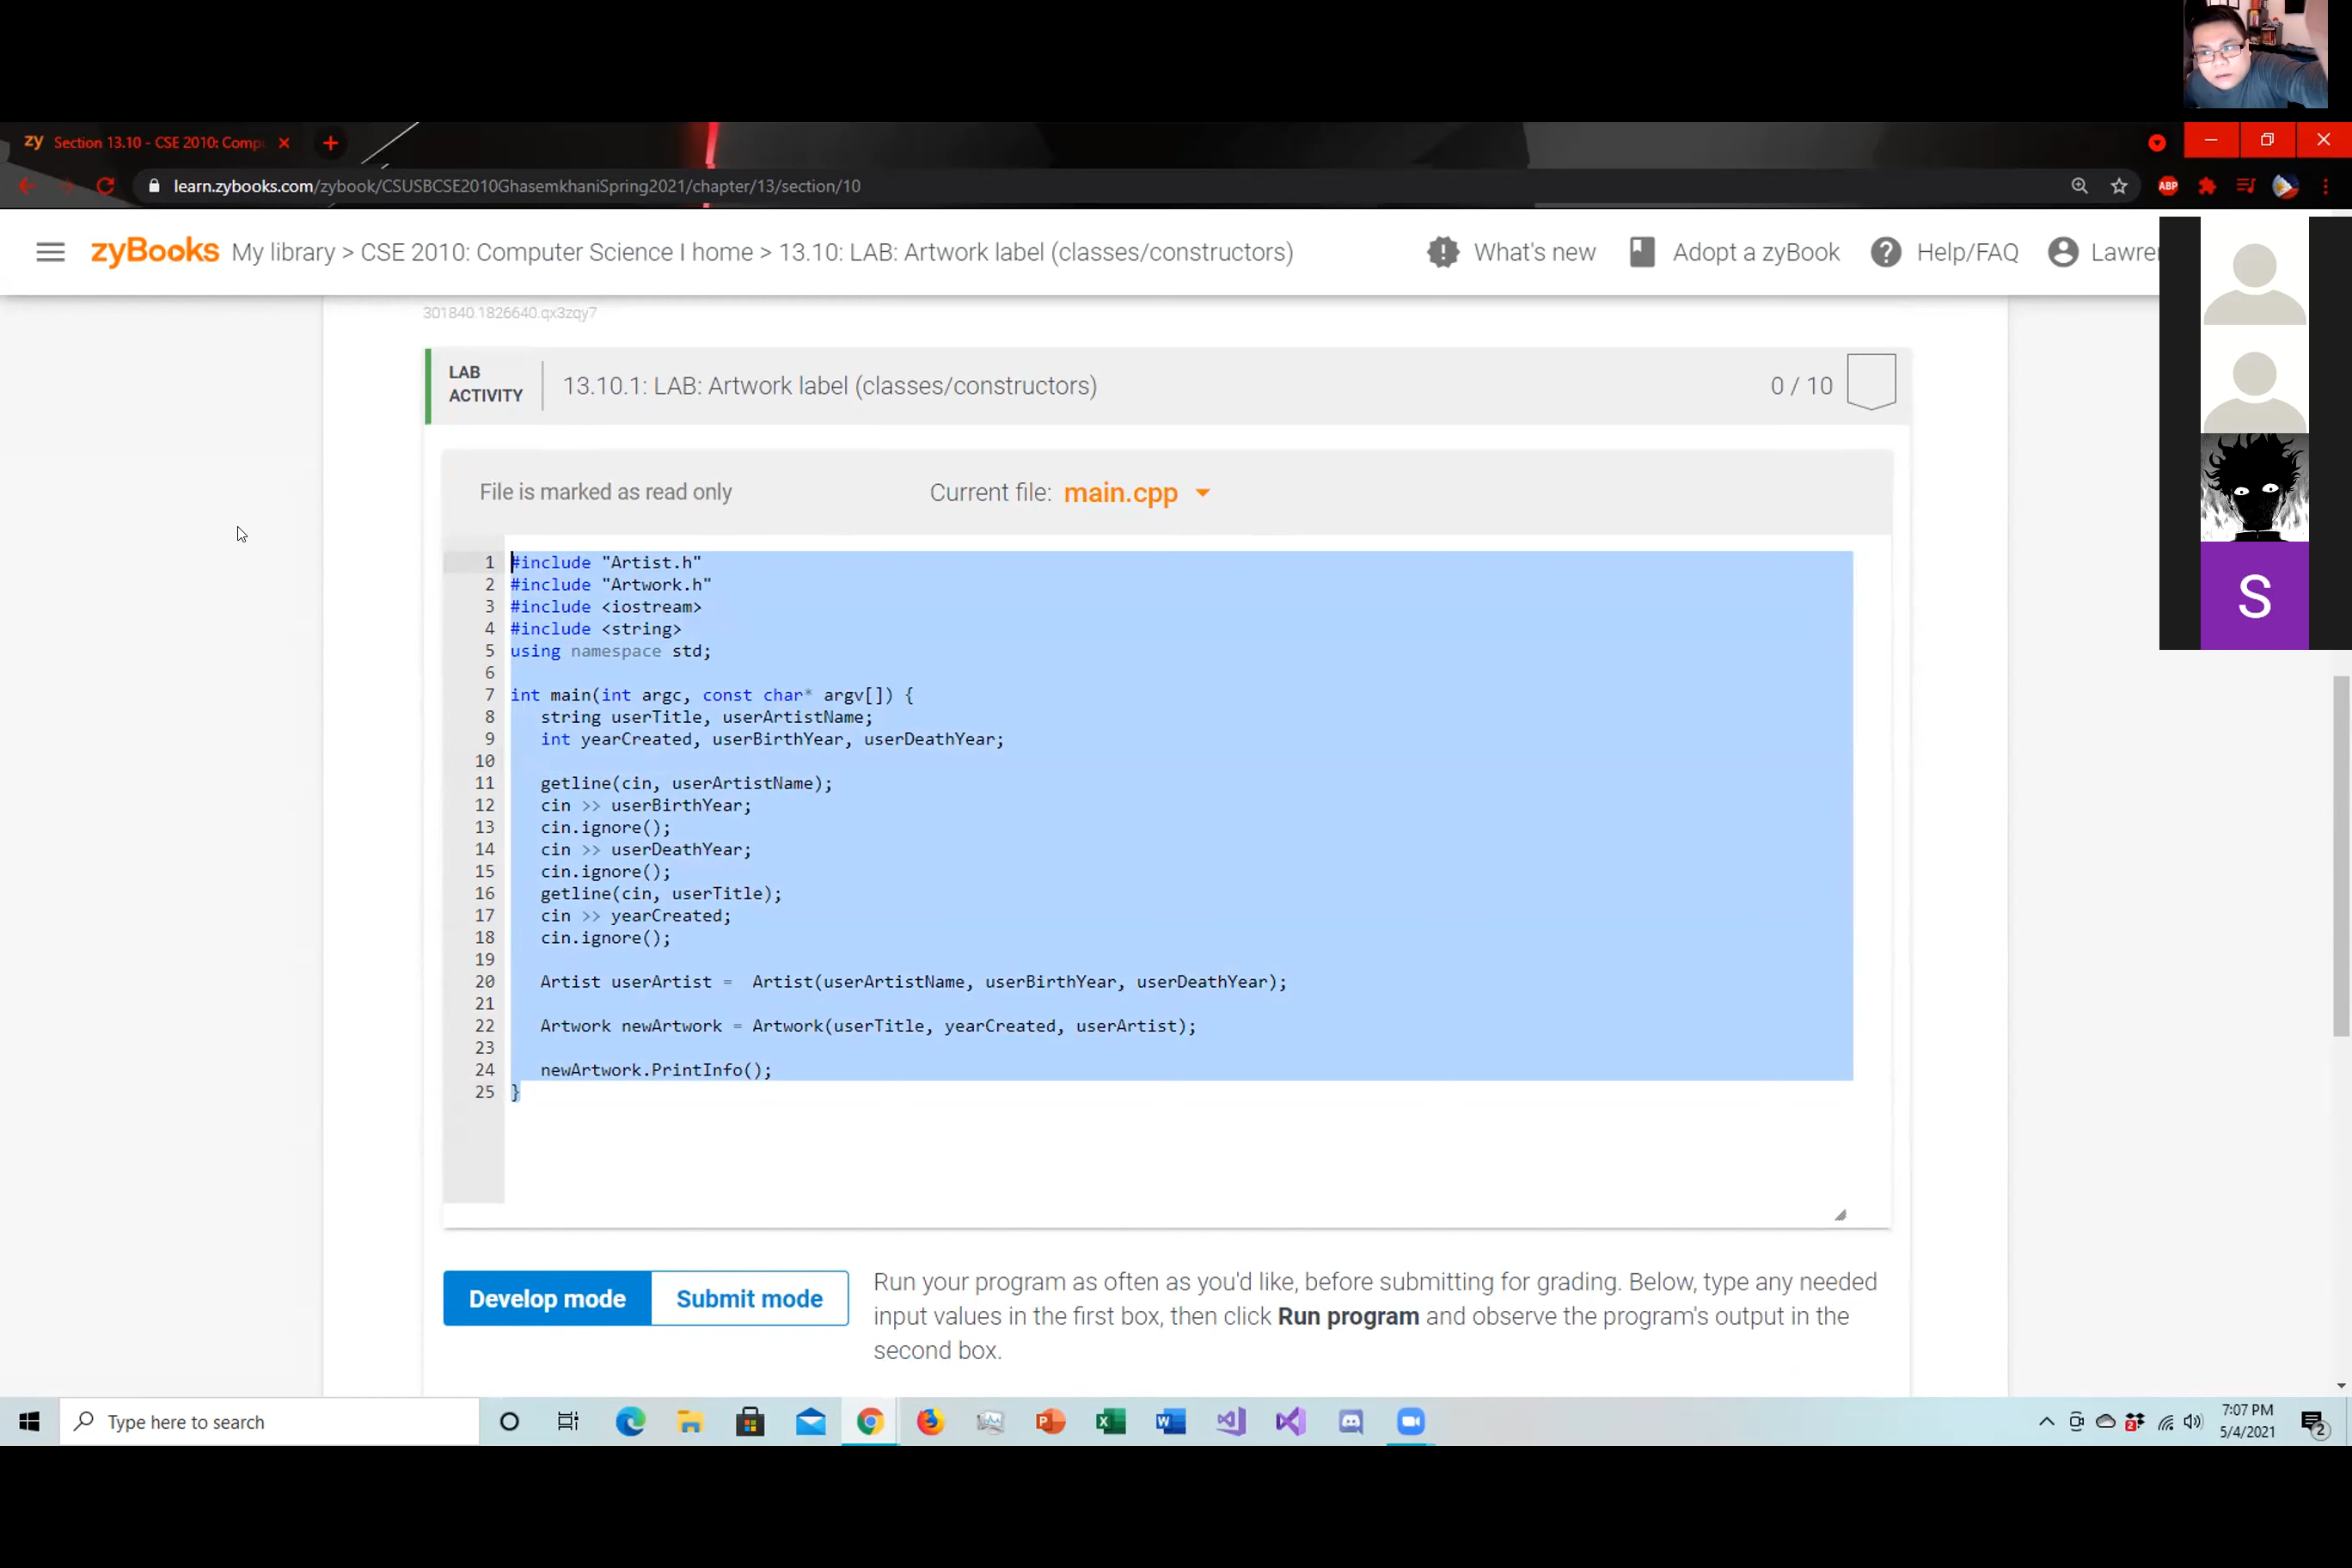 zy Section 13.10 - CSE 2010: Comp
learn.zybooks.com/zybook/CSUSBCSE2010GhasemkhaniSpring2021/chapter/13/section/10
ABP
zyBooks My library > CSE 2010: Computer Science I home > 13.10: LAB: Artwork label (classes/constructors)
What's new
Adopt a zyBook
Help/FAQ
Lawre
301840.1826640.qx3zqy7
LAB
ACTIVITY
13.10.1: LAB: Artwork label (classes/constructors)
0 / 10
File is marked as read only
Current file: main.cpp
1 #include "Artist.h"
2 #include "Artwork.h"
3 #include <iostream>
4 #include <string>
5 using namespace std;
6
7 int main(int argc, const char* argv[]) {
8 string userTitle, userArtistName;
9 int yearCreated, userBirthYear, userDeathYear;
10
11 getline(cin, userArtistName);
12 cin >> userBirthYear;
13 cin.ignore();
14 cin >> userDeathYear;
15 cin.ignore();
16 getline(cin, userTitle);
17 cin >> yearCreated;
18 cin.ignore();
19
20 Artist userArtist = Artist(userArtistName, userBirthYear, userDeathYear);
21
22 Artwork newArtwork = Artwork(userTitle, yearCreated, userArtist);
23
24 newArtwork.PrintInfo();
25 }
S
Develop mode
Submit mode
Run your program as often as you'd like, before submitting for grading. Below, type any needed
input values in the first box, then click Run program and observe the program's output in the
second box.
Type here to search
7:07 PM
5/4/2021
2